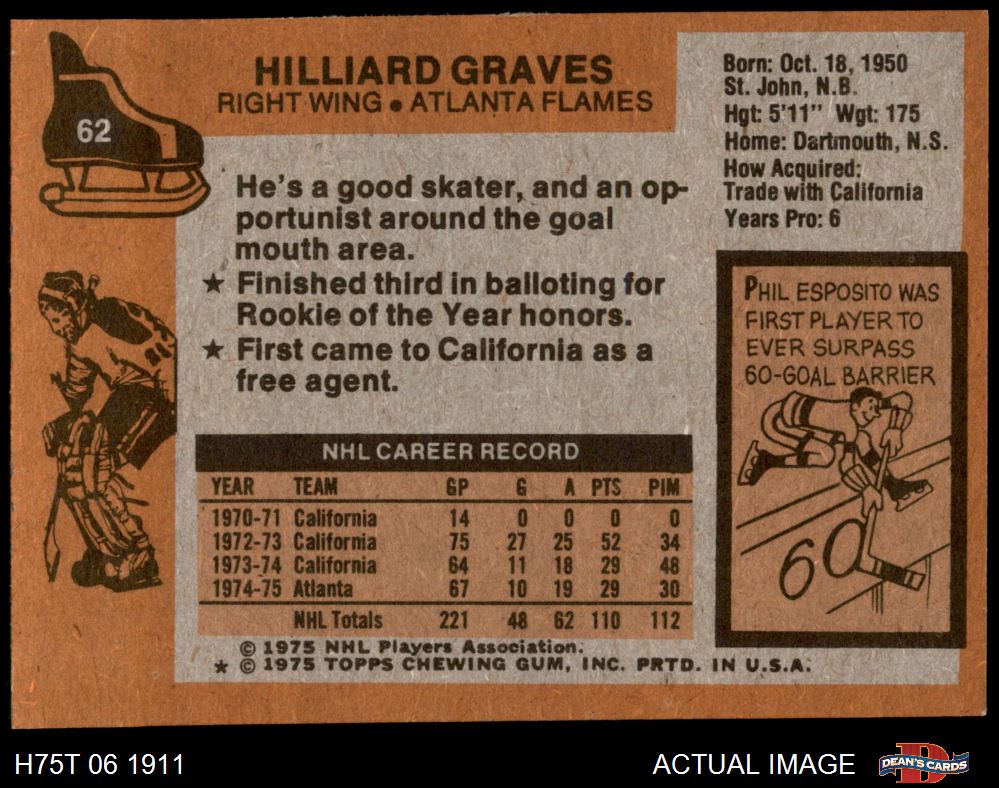 62
HILLIARD GRAVES
RIGHT WING • ATLANTA FLAMES
Born: Oct. 18, 1950
St. John, N.B.
Hgt: 5'11" Wgt: 175
Home: Dartmouth, N.S.
How Acquired:
Trade with California
Years Pro: 6
He's a good skater, and an op-
portunist around the goal
mouth area.
★ Finished third in balloting for
Rookie of the Year honors.
★ First came to California as a
free agent.
PHIL ESPOSITO WAS
FIRST PLAYER TO
EVER SURPASS
60-GOAL BARRIER
60
NHL CAREER RECORD
YEAR TEAM GP G A PTS PIM
1970-71 California 14 0 0 0 0
1972-73 California 75 27 25 52 34
1973-74 California 64 11 18 29 48
1974-75 Atlanta 67 10 19 29 30
NHL Totals 221 48 62 110 112
© 1975 NHL Players Association.
★ © 1975 TOPPS CHEWING GUM, INC. PRTD. IN U.S.A.
H75T 06 1911
ACTUAL IMAGE
D
DEAN'S CARDS